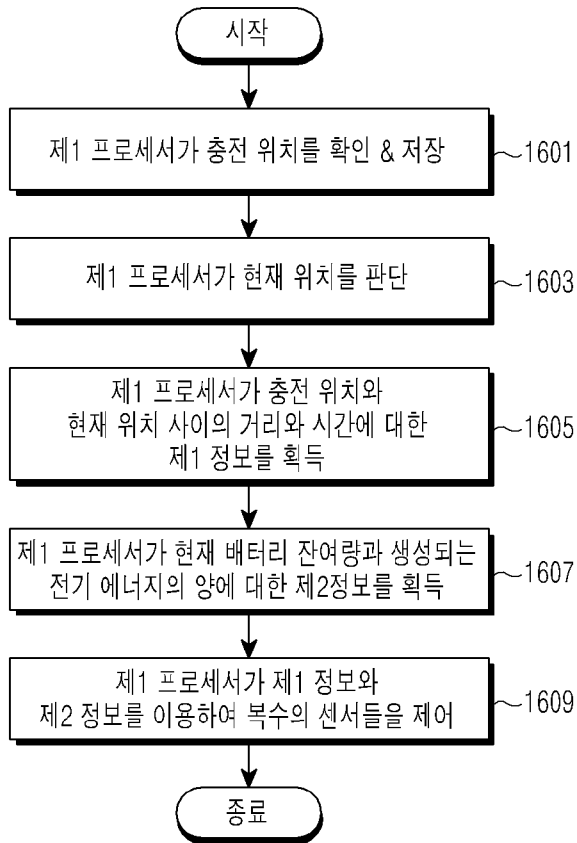 시작
제1 프로세서가 충전 위치를 확인 & 저장
1601
제1 프로세서가 현재 위치를 판단
1603
제1 프로세서가 충전 위치와
현재 위치 사이의 거리와 시간에 대한
제1 정보를 획득
1605
제1 프로세서가 현재 배터리 잔여량과 생성되는
전기 에너지의 양에 대한 제2정보를 획득
1607
제1 프로세서가 제1 정보와
제2 정보를 이용하여 복수의 센서들을 제어
1609
종료